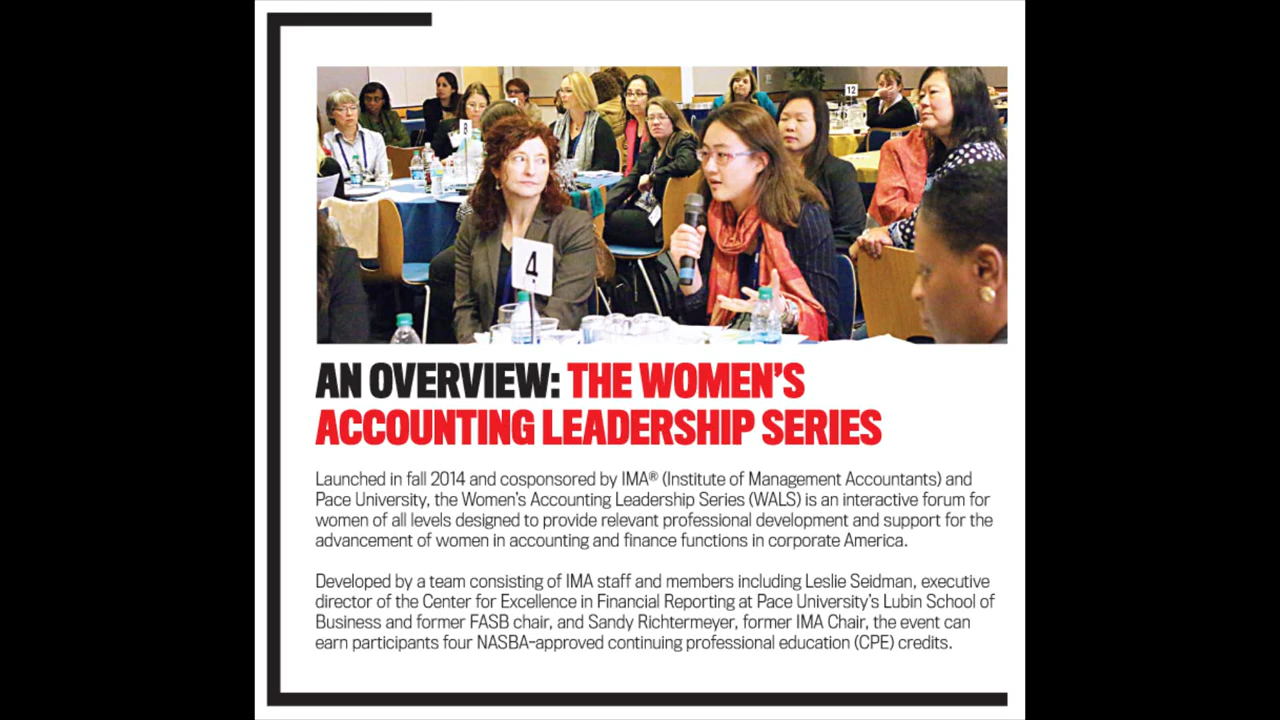 8
12
4
AN OVERVIEW: THE WOMEN'S
ACCOUNTING LEADERSHIP SERIES
Launched in fall 2014 and cosponsored by IMA® (Institute of Management Accountants) and
Pace University, the Women's Accounting Leadership Series (WALS) is an interactive forum for
women of all levels designed to provide relevant professional development and support for the
advancement of women in accounting and finance functions in corporate America.
Developed by a team consisting of IMA staff and members including Leslie Seidman, executive
director of the Center for Excellence in Financial Reporting at Pace University's Lubin School of
Business and former FASB chair, and Sandy Richtermeyer, former IMA Chair, the event can
earn participants four NASBA-approved continuing professional education (CPE) credits.